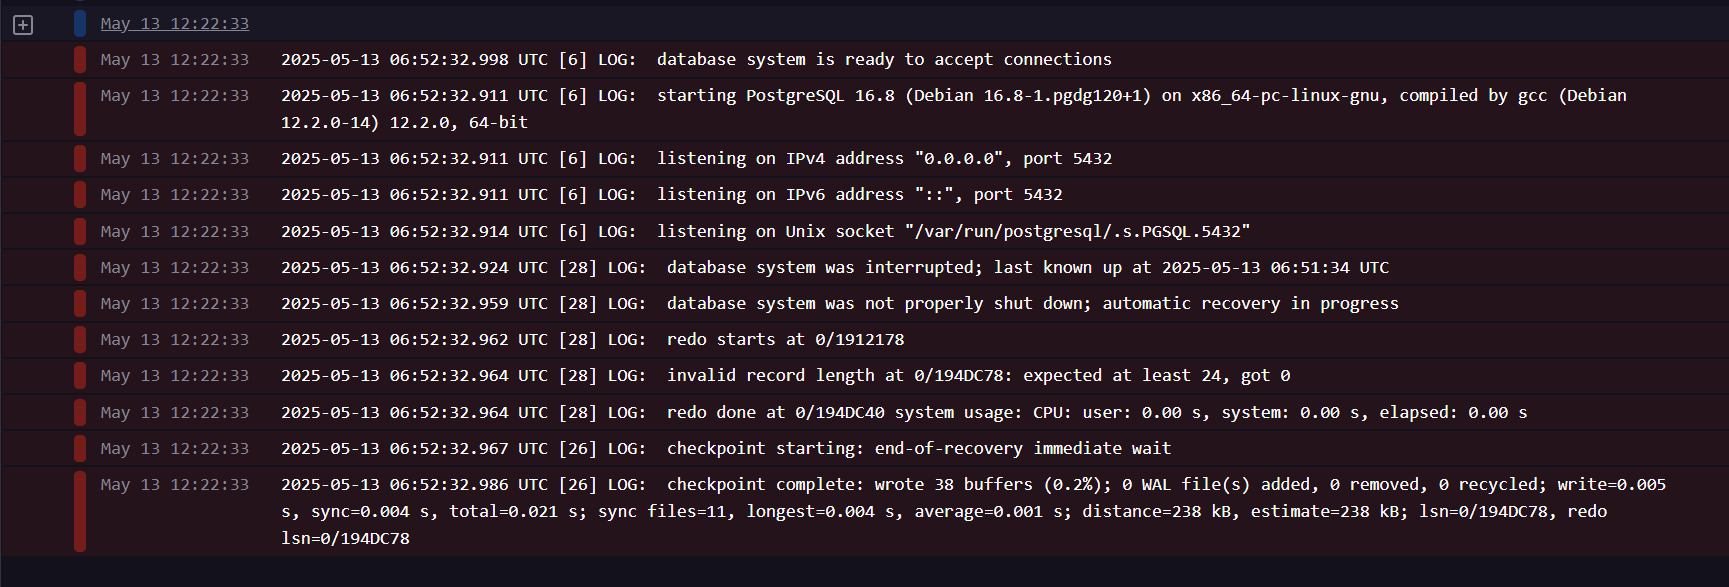 May 13 12:22:33
May 13 12:22:33 2025-05-13 06:52:32.998 UTC [6] LOG:  database system is ready to accept connections
May 13 12:22:33 2025-05-13 06:52:32.911 UTC [6] LOG:  starting PostgreSQL 16.8 (Debian 16.8-1.pgdg120+1) on x86_64-pc-linux-gnu, compiled by gcc (Debian
12.2.0-14) 12.2.0, 64-bit
May 13 12:22:33 2025-05-13 06:52:32.911 UTC [6] LOG:  listening on IPv4 address "0.0.0.0", port 5432
May 13 12:22:33 2025-05-13 06:52:32.911 UTC [6] LOG:  listening on IPv6 address "::", port 5432
May 13 12:22:33 2025-05-13 06:52:32.914 UTC [6] LOG:  listening on Unix socket "/var/run/postgresql/.s.PGSQL.5432"
May 13 12:22:33 2025-05-13 06:52:32.924 UTC [28] LOG:  database system was interrupted; last known up at 2025-05-13 06:51:34 UTC
May 13 12:22:33 2025-05-13 06:52:32.959 UTC [28] LOG:  database system was not properly shut down; automatic recovery in progress
May 13 12:22:33 2025-05-13 06:52:32.962 UTC [28] LOG:  redo starts at 0/1912178
May 13 12:22:33 2025-05-13 06:52:32.964 UTC [28] LOG:  invalid record length at 0/194DC78: expected at least 24, got 0
May 13 12:22:33 2025-05-13 06:52:32.964 UTC [28] LOG:  redo done at 0/194DC40 system usage: CPU: user: 0.00 s, system: 0.00 s, elapsed: 0.00 s
May 13 12:22:33 2025-05-13 06:52:32.967 UTC [26] LOG:  checkpoint starting: end-of-recovery immediate wait
May 13 12:22:33 2025-05-13 06:52:32.986 UTC [26] LOG:  checkpoint complete: wrote 38 buffers (0.2%); 0 WAL file(s) added, 0 removed, 0 recycled; write=0.005
s, sync=0.004 s, total=0.021 s; sync files=11, longest=0.004 s, average=0.001 s; distance=238 kB, estimate=238 kB; lsn=0/194DC78, redo
lsn=0/194DC78